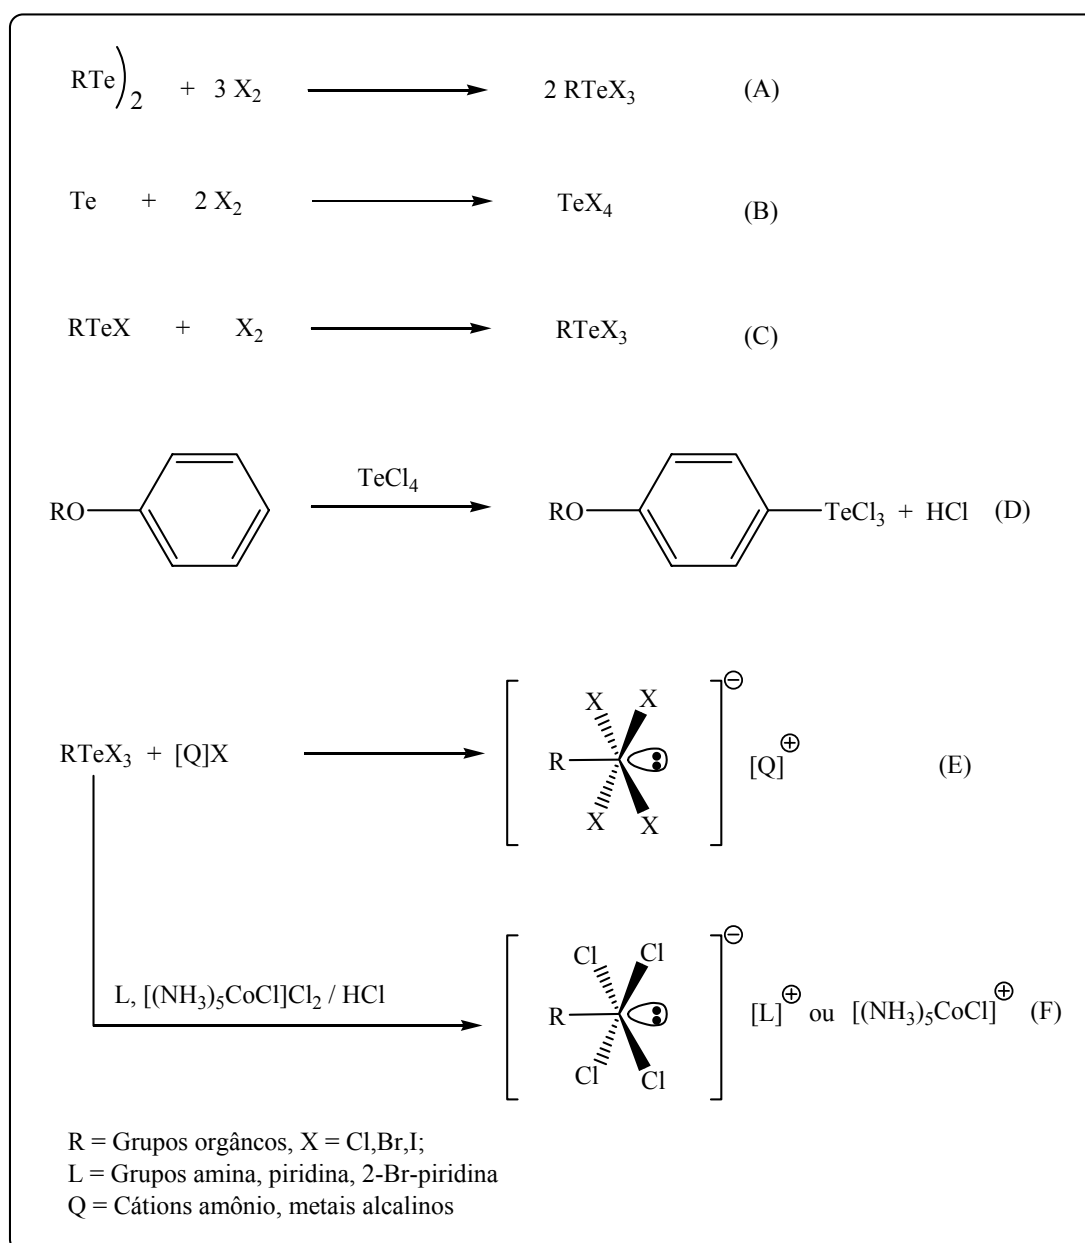 RTe)₂ + 3 X₂ 2 RTeX₃ (A)
Te + 2 X₂ TeX₄ (B)
RTeX + X₂ RTeX₃ (C)
TeCl₄
RO RO TeCl₃ + HCl (D)
X X ⊖
RTeX₃ + [Q]X R [Q]⊕ (E)
X X
Cl Cl ⊖
L, [(NH₃)₅CoCl]Cl₂ / HCl R [L]⊕ ou [(NH₃)₅CoCl]⊕ (F)
Cl Cl
R = Grupos orgâncos, X = Cl,Br,I;
L = Grupos amina, piridina, 2-Br-piridina
Q = Cátions amônio, metais alcalinos